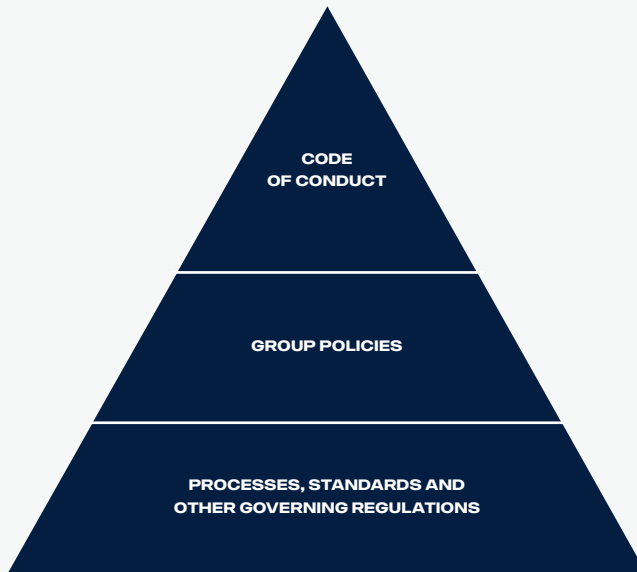 CODE
OF CONDUCT
GROUP POLICIES
PROCESSES, STANDARDS AND
OTHER GOVERNING REGULATIONS